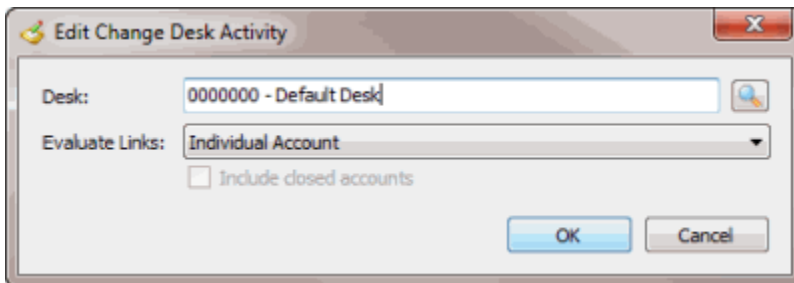 Edit Change Desk Activity
Desk: 0000000 - Default Desk
Evaluate Links: Individual Account
Include closed accounts
OK Cancel